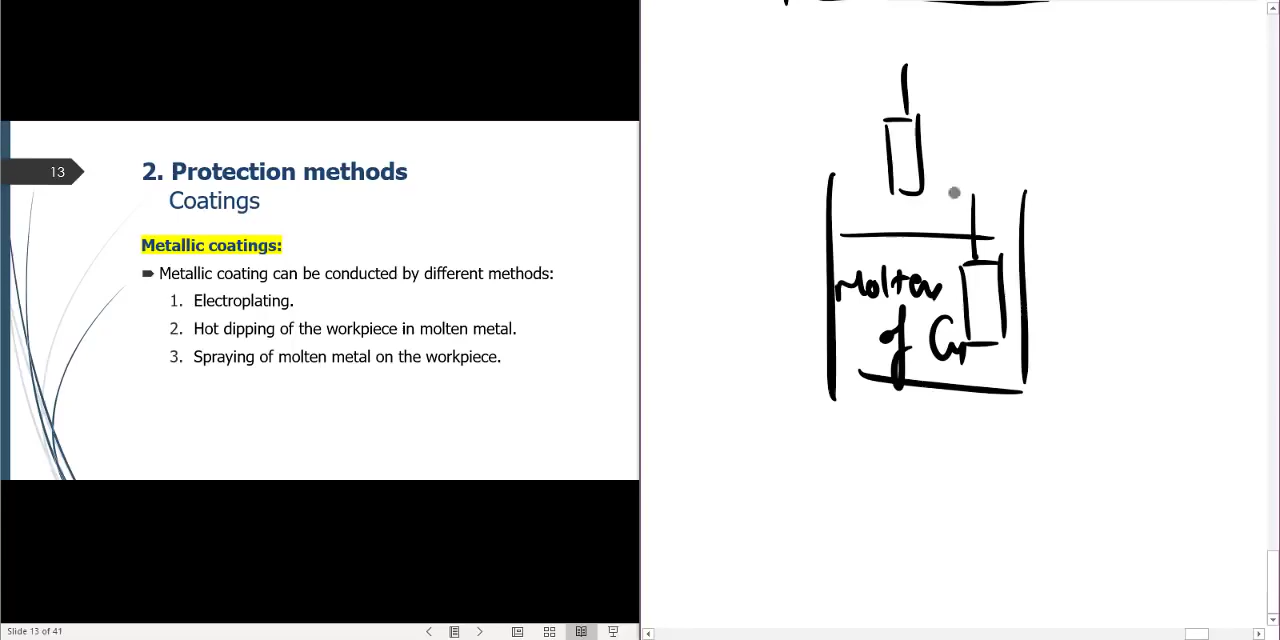 13
2. Protection methods
Coatings
Metallic coatings:
Metallic coating can be conducted by different methods:
1. Electroplating.
2. Hot dipping of the workpiece in molten metal.
3. Spraying of molten metal on the workpiece.
Slide 13 of 41
Molten
of